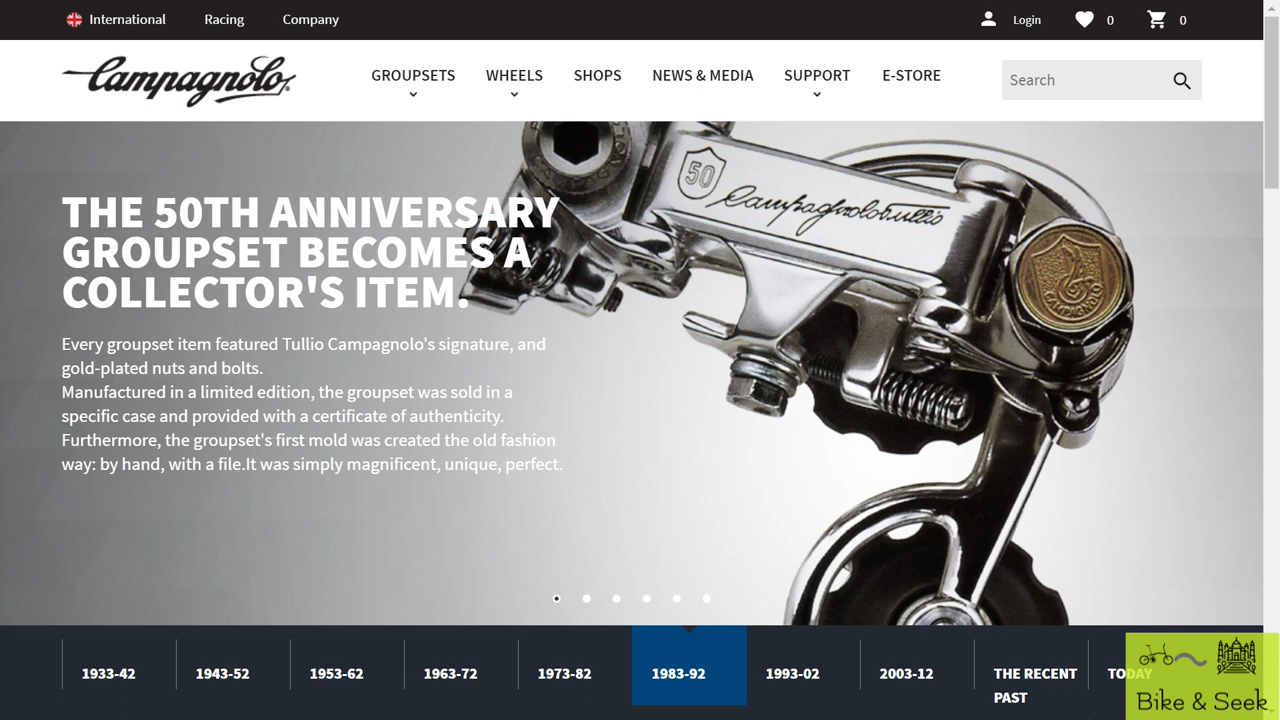 International Racing Company Login 0 0
Campagnolo
GROUPSETS WHEELS SHOPS NEWS & MEDIA SUPPORT E-STORE Search
50 Campagnolo Tullio
CAMPAGNOLO
THE 50TH ANNIVERSARY
GROUPSET BECOMES A
COLLECTOR'S ITEM.
Every groupset item featured Tullio Campagnolo's signature, and
gold-plated nuts and bolts.
Manufactured in a limited edition, the groupset was sold in a
specific case and provided with a certificate of authenticity.
Furthermore, the groupset's first mold was created the old fashion
way: by hand, with a file.It was simply magnificent, unique, perfect.
1933-42 1943-52 1953-62 1963-72 1973-82 1983-92 1993-02 2003-12 THE RECENT TODAY
PAST
Bike & Seek